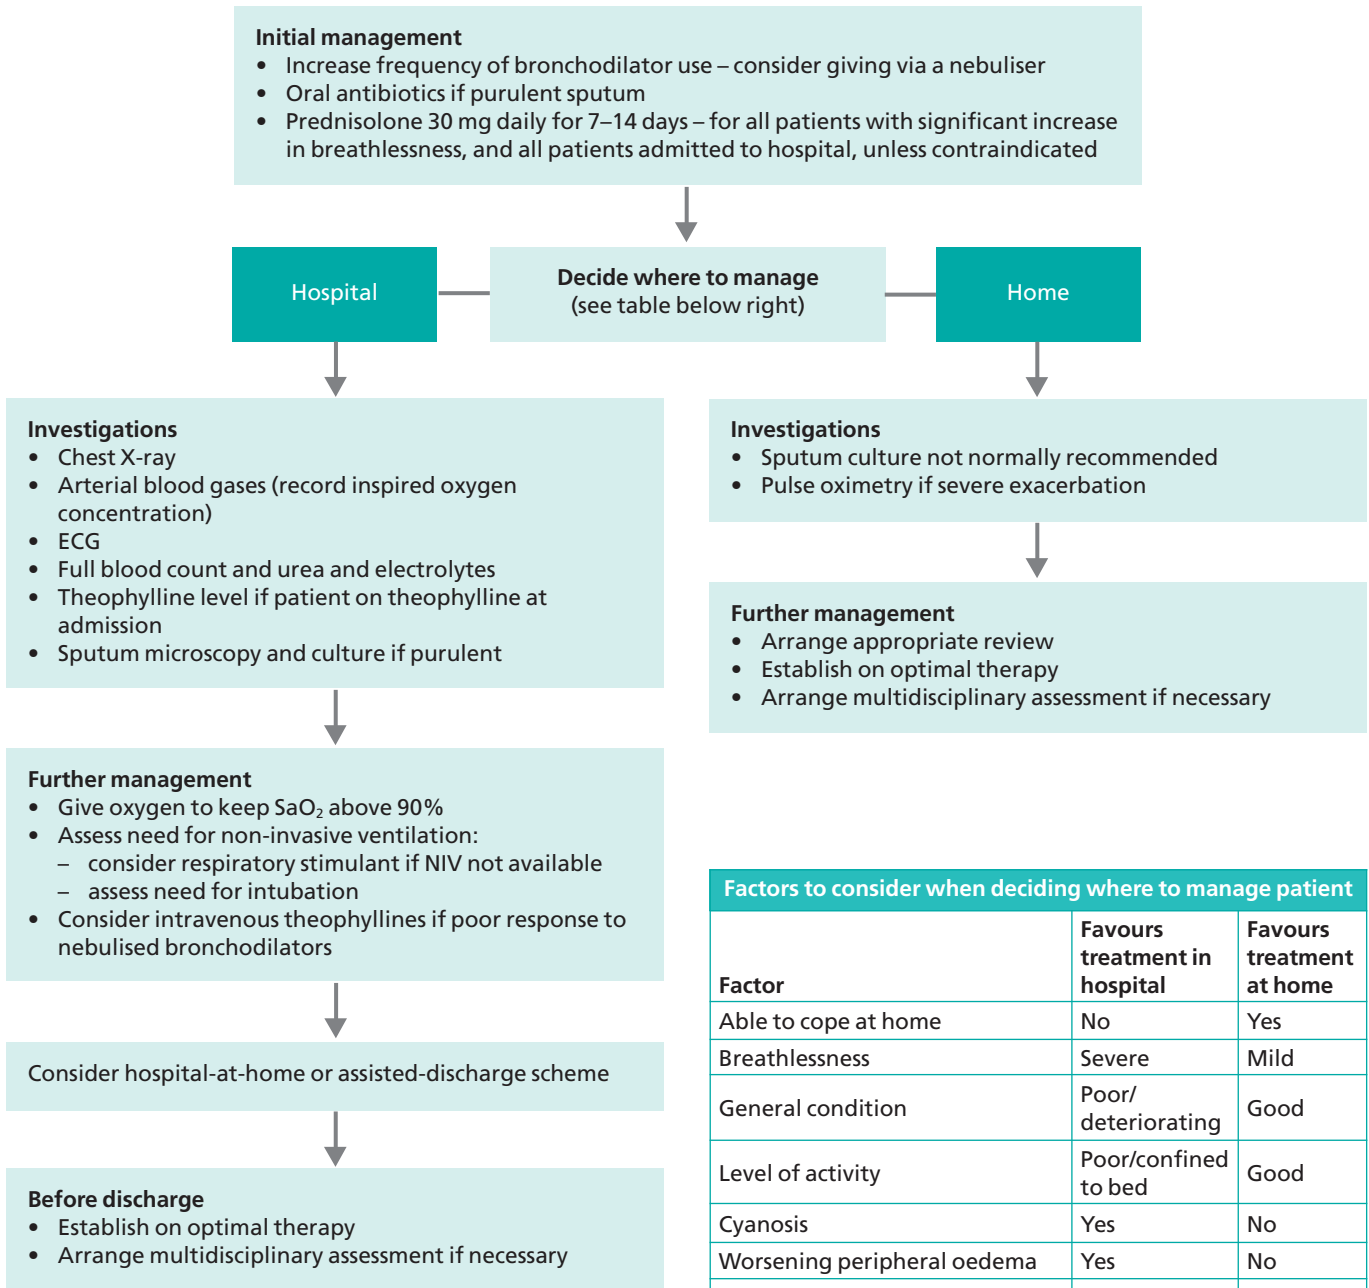 Initial management
• Increase frequency of bronchodilator use – consider giving via a nebuliser
• Oral antibiotics if purulent sputum
• Prednisolone 30 mg daily for 7–14 days – for all patients with significant increase
in breathlessness, and all patients admitted to hospital, unless contraindicated
Hospital
Decide where to manage
(see table below right)
Home
Investigations
• Chest X-ray
• Arterial blood gases (record inspired oxygen
concentration)
• ECG
• Full blood count and urea and electrolytes
• Theophylline level if patient on theophylline at
admission
• Sputum microscopy and culture if purulent
Further management
• Give oxygen to keep SaO₂ above 90%
• Assess need for non-invasive ventilation:
– consider respiratory stimulant if NIV not available
– assess need for intubation
• Consider intravenous theophyllines if poor response to
nebulised bronchodilators
Consider hospital-at-home or assisted-discharge scheme
Before discharge
• Establish on optimal therapy
• Arrange multidisciplinary assessment if necessary
Investigations
• Sputum culture not normally recommended
• Pulse oximetry if severe exacerbation
Further management
• Arrange appropriate review
• Establish on optimal therapy
• Arrange multidisciplinary assessment if necessary
Factors to consider when deciding where to manage patient
Factor
Favours
treatment in
hospital
Favours
treatment
at home
Able to cope at home No Yes
Breathlessness Severe Mild
General condition
Poor/
deteriorating
Good
Level of activity
Poor/confined
to bed
Good
Cyanosis Yes No
Worsening peripheral oedema Yes No